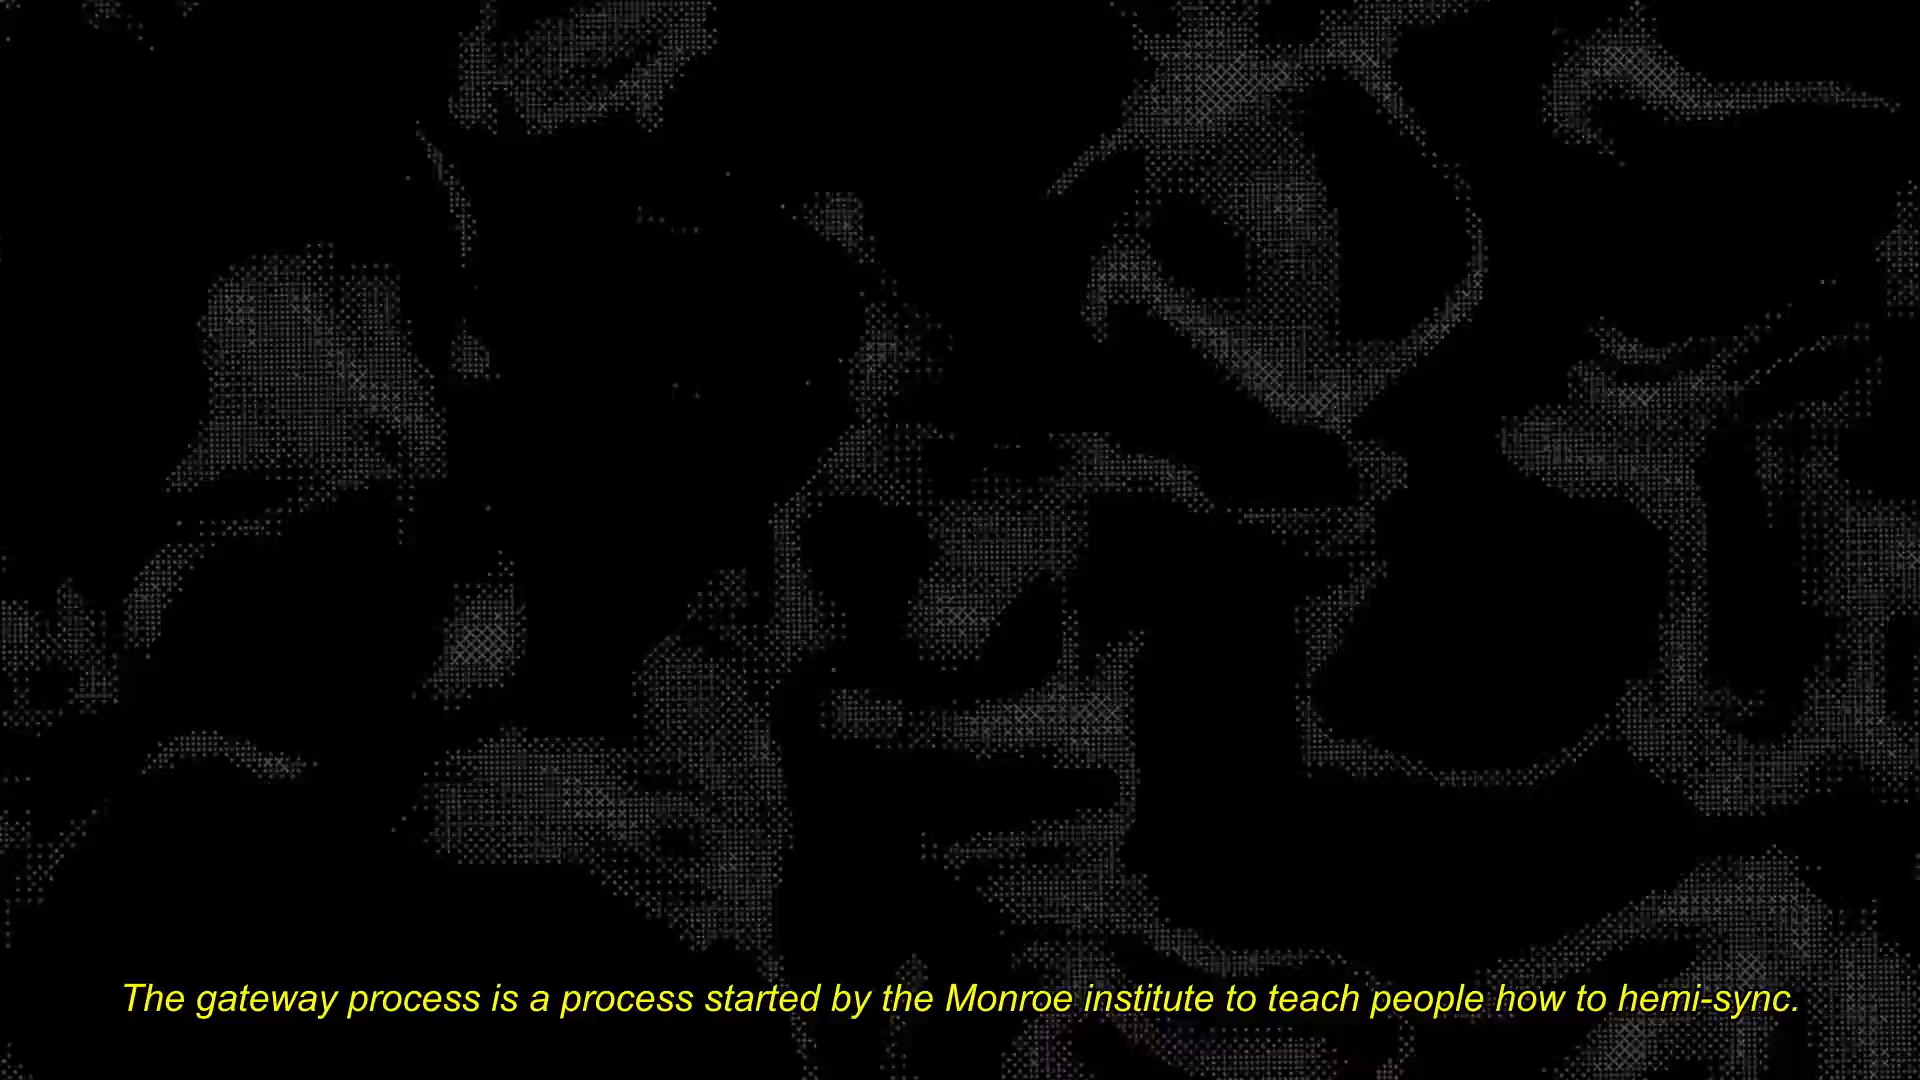 The gateway process is a process started by the Monroe institute to teach people how to hemi-sync.